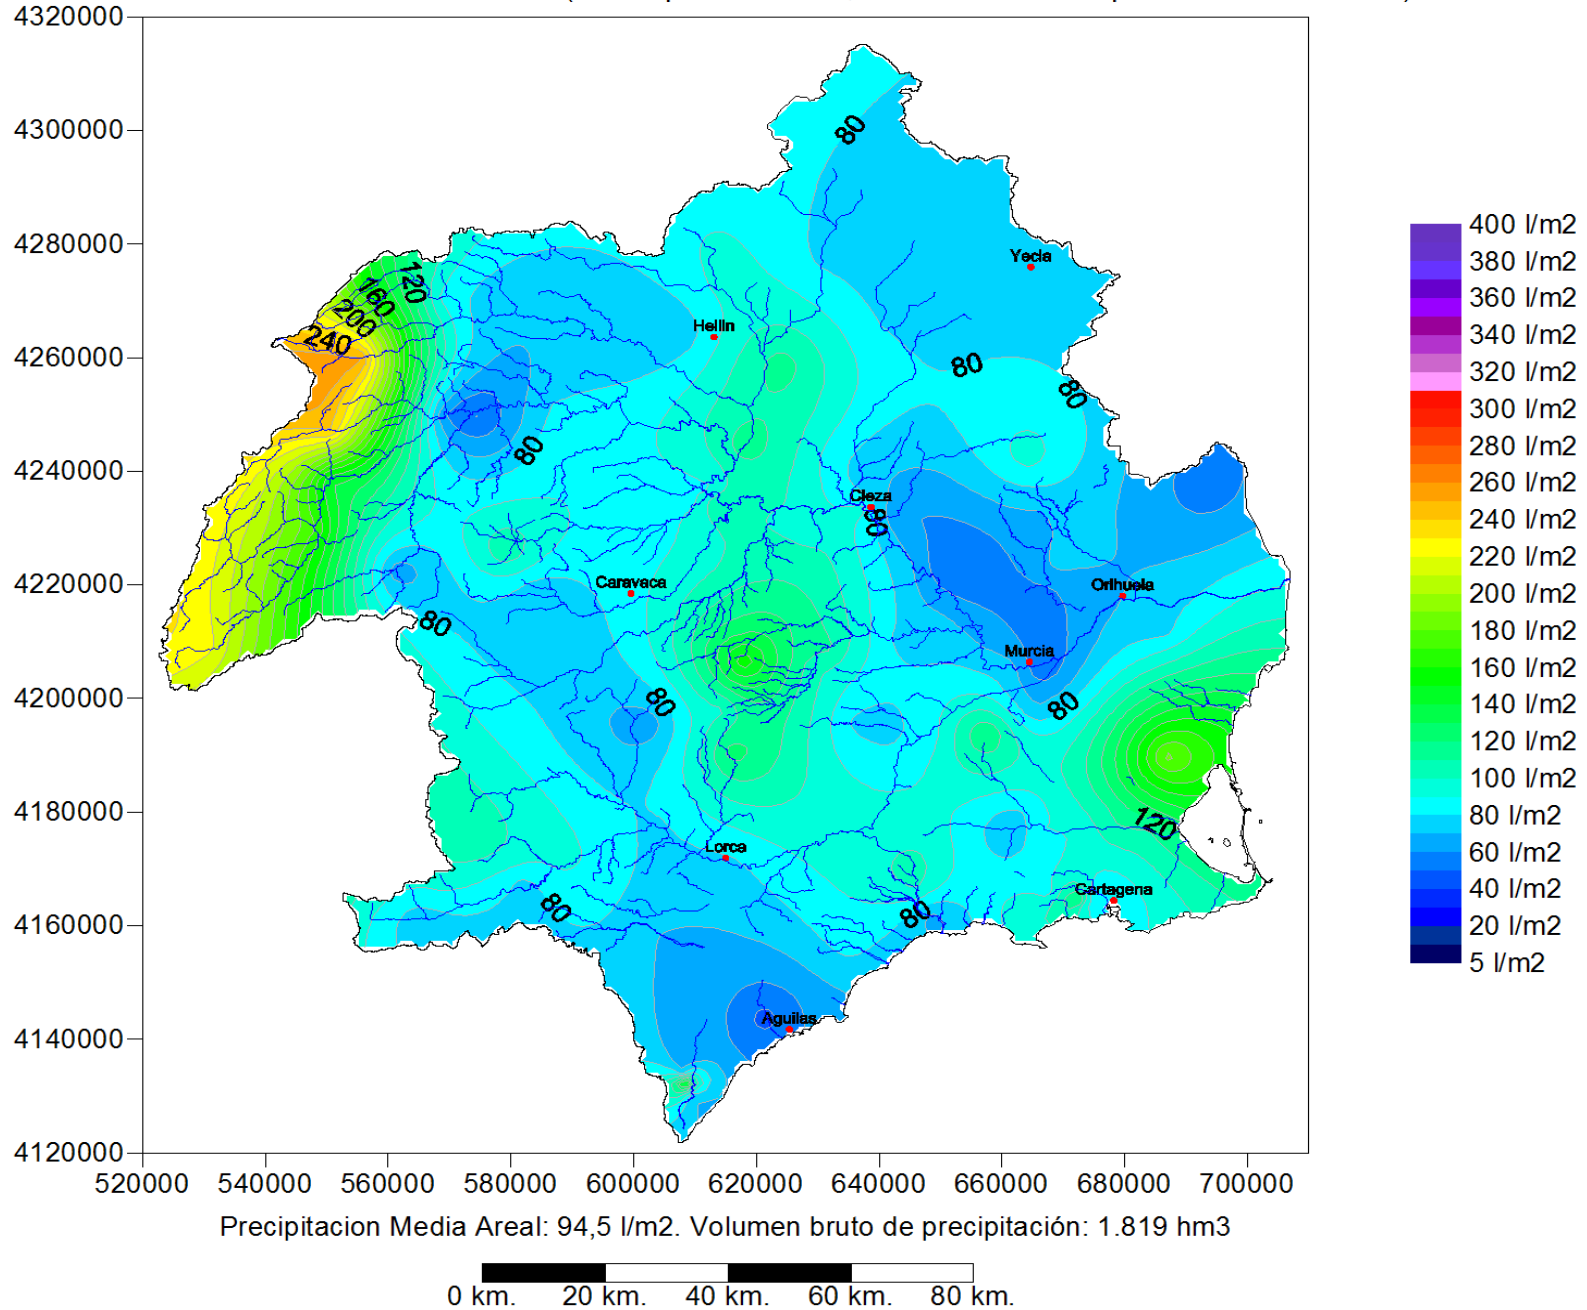 4320000
4300000
4280000
4260000
4240000
4220000
4200000
4180000
4160000
4140000
4120000
520000 540000 560000 580000 600000 620000 640000 660000 680000 700000
80
Yecla
120
160
200
240
Hellin
80
80
80
Cieza
80
Caravaca
Orihuela
80
Murcia
80
80
120
Lorca
Cartagena
80
80
Aguilas
400 l/m2
380 l/m2
360 l/m2
340 l/m2
320 l/m2
300 l/m2
280 l/m2
260 l/m2
240 l/m2
220 l/m2
200 l/m2
180 l/m2
160 l/m2
140 l/m2
120 l/m2
100 l/m2
80 l/m2
60 l/m2
40 l/m2
20 l/m2
5 l/m2
Precipitacion Media Areal: 94,5 l/m2. Volumen bruto de precipitación: 1.819 hm3
0 km. 20 km. 40 km. 60 km. 80 km.